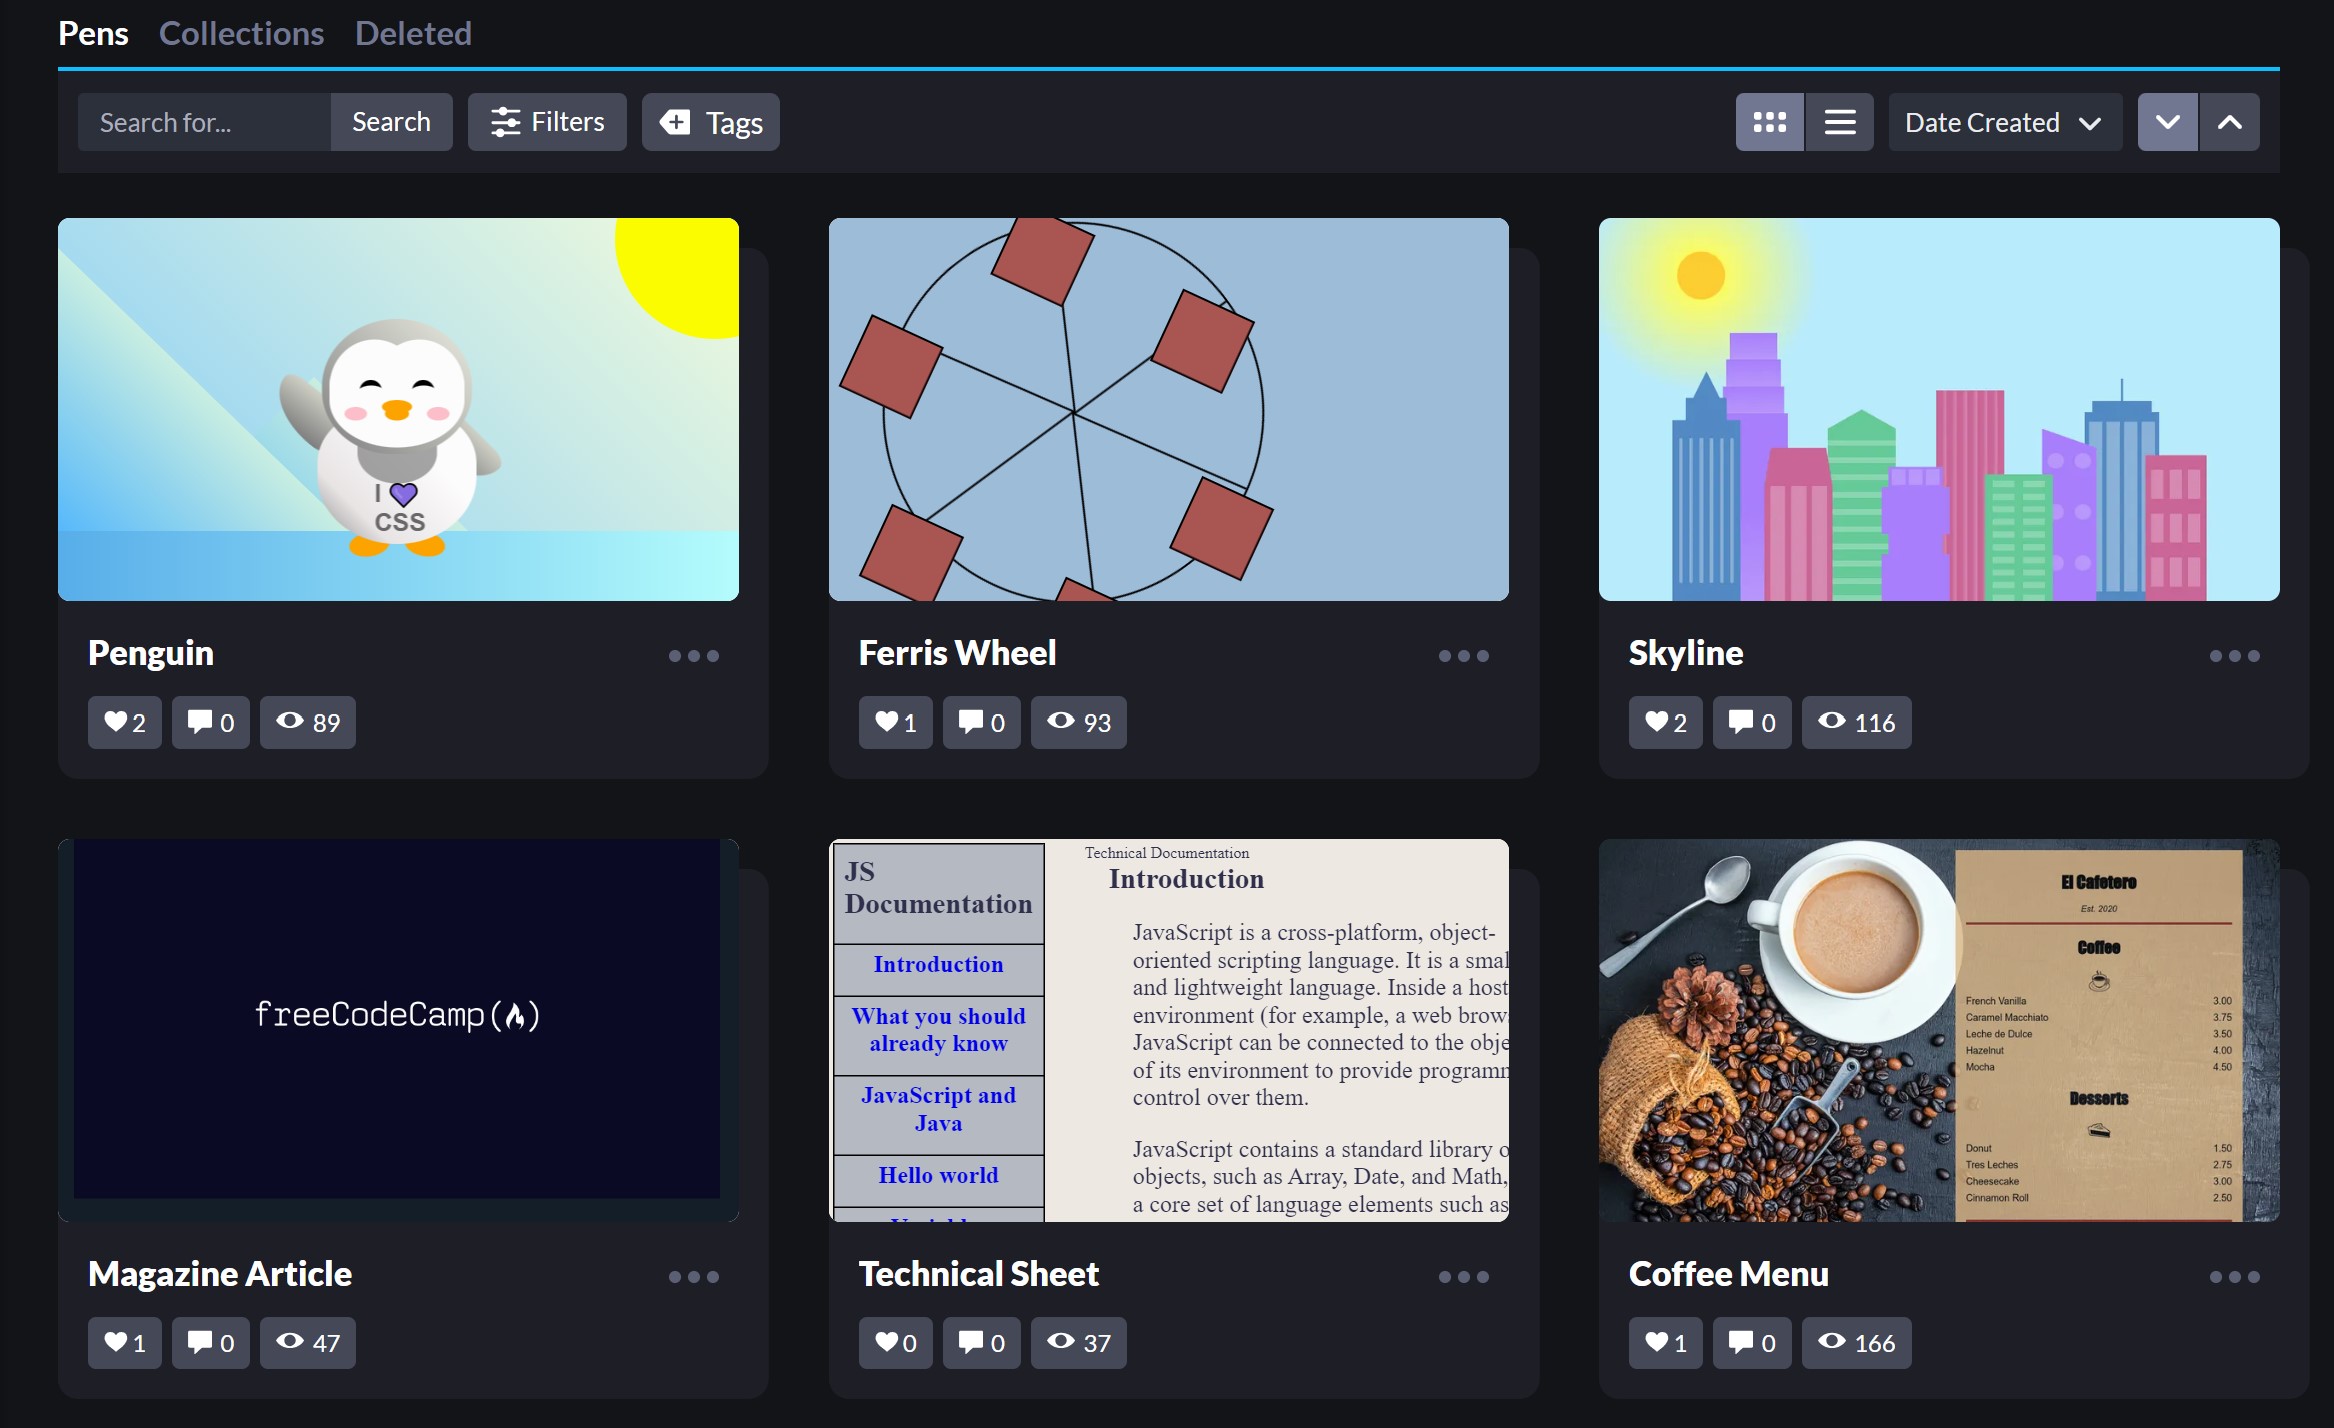 Pens Collections Deleted
Search for... Search Filters Tags Date Created
I 💜
CSS
Penguin
2 0 89
Ferris Wheel
1 0 93
Skyline
2 0 116
freeCodeCamp(🔥)
Magazine Article
1 0 47
JS
Documentation
Introduction
What you should
already know
JavaScript and
Java
Hello world
Technical Documentation
Introduction
JavaScript is a cross-platform, object-
oriented scripting language. It is a smal
and lightweight language. Inside a host
environment (for example, a web brow
JavaScript can be connected to the obje
of its environment to provide programm
control over them.
JavaScript contains a standard library o
objects, such as Array, Date, and Math,
a core set of language elements such as
Technical Sheet
0 0 37
El Cafetero
Est. 2020
Coffee
French Vanilla 3.00
Caramel Macchiato 3.75
Leche de Dulce 3.50
Hazelnut 4.00
Mocha 4.50
Desserts
Donut 1.50
Tres Leches 2.75
Cheesecake 3.00
Cinnamon Roll 2.50
Coffee Menu
1 0 166